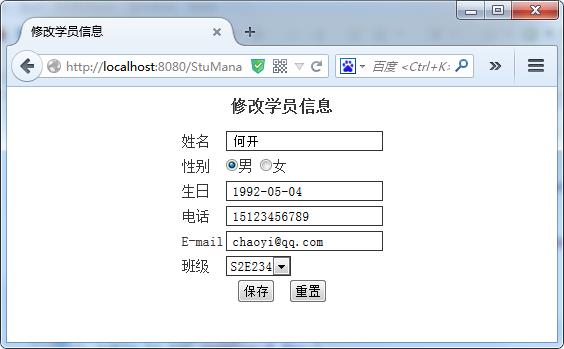 修改学员信息
http://localhost:8080/StuMana
百度 <Ctrl+K>
修改学员信息
姓名 何开
性别 男 女
生日 1992-05-04
电话 15123456789
E-mail chaoyi@qq.com
班级 S2E234
保存 重置